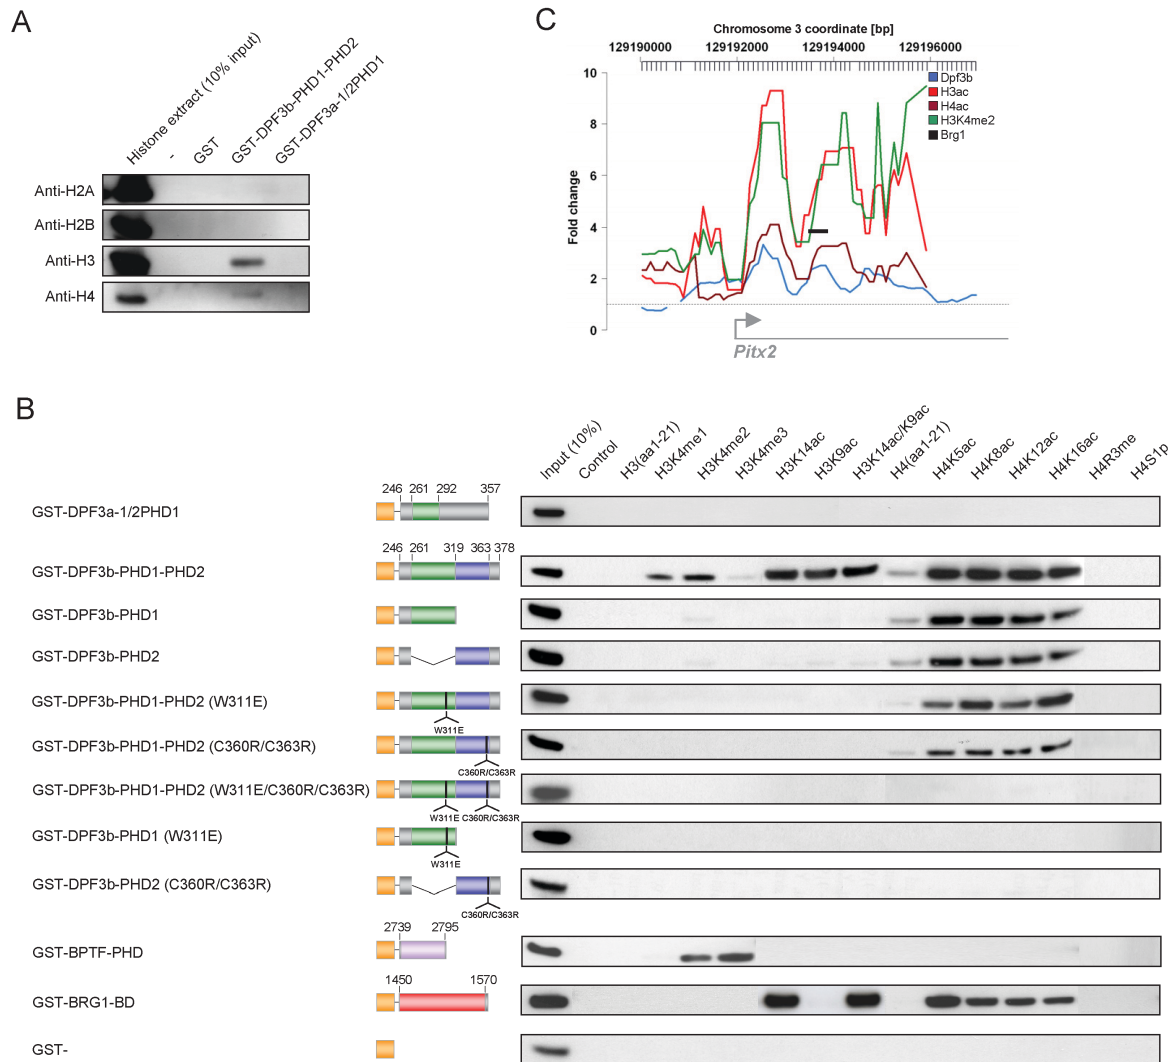 A
Histone extract (10% input)
-
GST
GST-DPF3b-PHD1-PHD2
GST-DPF3a-1/2PHD1
Anti-H2A
Anti-H2B
Anti-H3
Anti-H4
C
Chromosome 3 coordinate [bp]
129190000 129192000 129194000 129196000
Fold change
10
8
6
4
2
0
Dpf3b
H3ac
H4ac
H3K4me2
Brg1
Pitx2
B
Input (10%)
Control
H3(aa1-21)
H3K4me1
H3K4me2
H3K4me3
H3K14ac
H3K9ac
H3K14ac/K9ac
H4(aa1-21)
H4K5ac
H4K8ac
H4K12ac
H4K16ac
H4R3me
H4S1p
246 261 292 357
GST-DPF3a-1/2PHD1
246 261 319 363 378
GST-DPF3b-PHD1-PHD2
GST-DPF3b-PHD1
GST-DPF3b-PHD2
GST-DPF3b-PHD1-PHD2 (W311E)
W311E
GST-DPF3b-PHD1-PHD2 (C360R/C363R)
C360R/C363R
GST-DPF3b-PHD1-PHD2 (W311E/C360R/C363R)
W311E C360R/C363R
GST-DPF3b-PHD1 (W311E)
W311E
GST-DPF3b-PHD2 (C360R/C363R)
C360R/C363R
2739 2795
GST-BPTF-PHD
1450 1570
GST-BRG1-BD
GST-